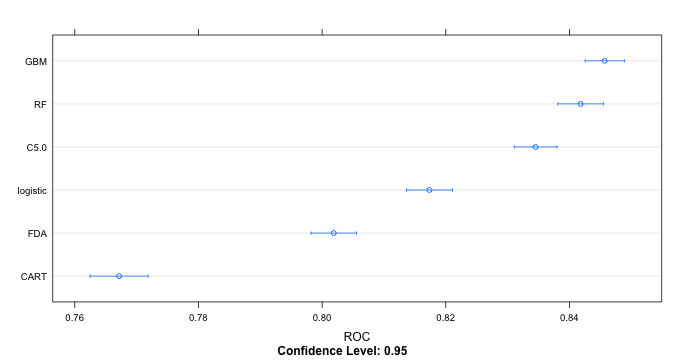 GBM
RF
C5.0
logistic
FDA
CART
0.76 0.78 0.80 0.82 0.84
ROC
Confidence Level: 0.95